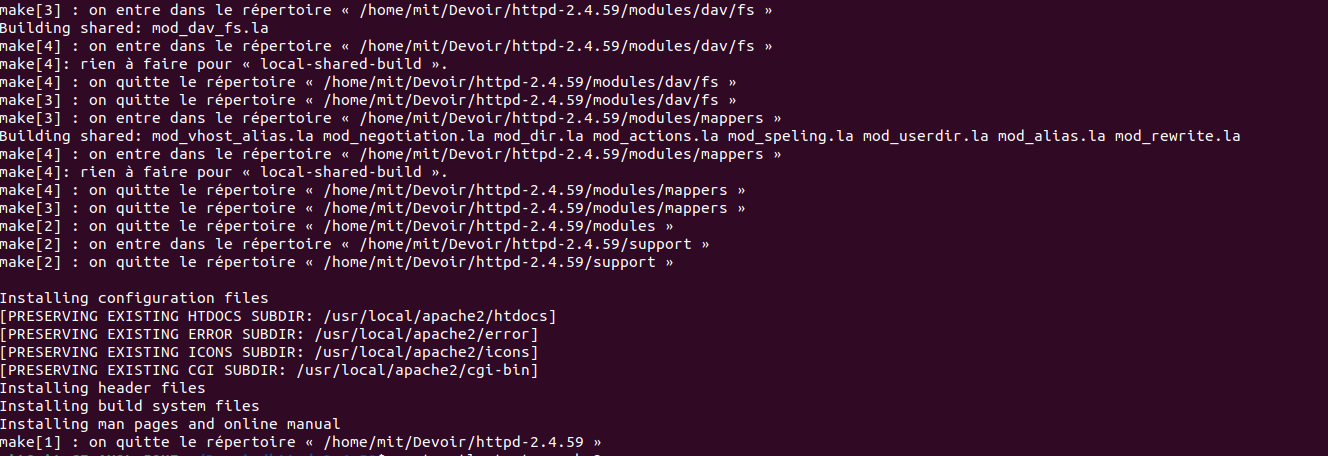 make[3] : on entre dans le répertoire « /home/mit/Devoir/httpd-2.4.59/modules/dav/fs »
Building shared: mod_dav_fs.la
make[4] : on entre dans le répertoire « /home/mit/Devoir/httpd-2.4.59/modules/dav/fs »
make[4]: rien à faire pour « local-shared-build ».
make[4] : on quitte le répertoire « /home/mit/Devoir/httpd-2.4.59/modules/dav/fs »
make[3] : on quitte le répertoire « /home/mit/Devoir/httpd-2.4.59/modules/dav/fs »
make[3] : on entre dans le répertoire « /home/mit/Devoir/httpd-2.4.59/modules/mappers »
Building shared: mod_vhost_alias.la mod_negotiation.la mod_dir.la mod_actions.la mod_speling.la mod_userdir.la mod_alias.la mod_rewrite.la
make[4] : on entre dans le répertoire « /home/mit/Devoir/httpd-2.4.59/modules/mappers »
make[4]: rien à faire pour « local-shared-build ».
make[4] : on quitte le répertoire « /home/mit/Devoir/httpd-2.4.59/modules/mappers »
make[3] : on quitte le répertoire « /home/mit/Devoir/httpd-2.4.59/modules/mappers »
make[2] : on quitte le répertoire « /home/mit/Devoir/httpd-2.4.59/modules »
make[2] : on entre dans le répertoire « /home/mit/Devoir/httpd-2.4.59/support »
make[2] : on quitte le répertoire « /home/mit/Devoir/httpd-2.4.59/support »
Installing configuration files
[PRESERVING EXISTING HTDOCS SUBDIR: /usr/local/apache2/htdocs]
[PRESERVING EXISTING ERROR SUBDIR: /usr/local/apache2/error]
[PRESERVING EXISTING ICONS SUBDIR: /usr/local/apache2/icons]
[PRESERVING EXISTING CGI SUBDIR: /usr/local/apache2/cgi-bin]
Installing header files
Installing build system files
Installing man pages and online manual
make[1] : on quitte le répertoire « /home/mit/Devoir/httpd-2.4.59 »